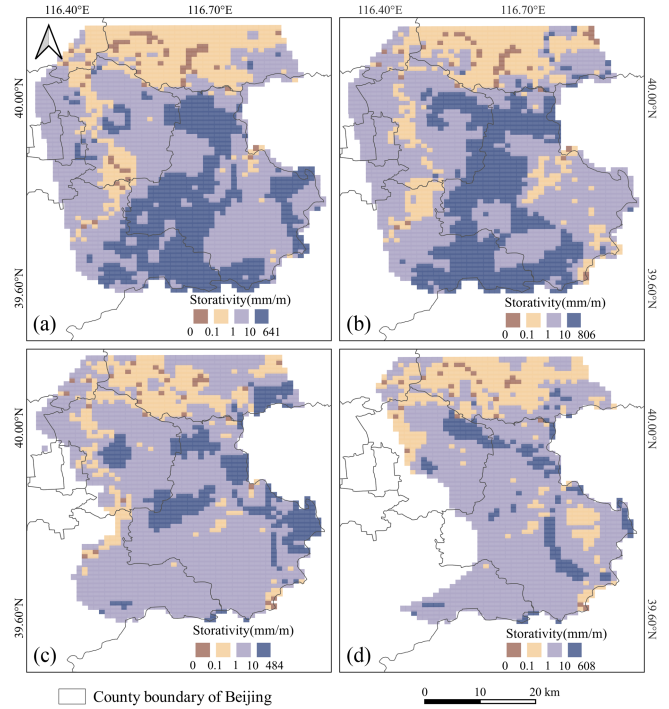 116.40°E 116.70°E 116.40°E 116.70°E
40.00°N 40.00°N
39.60°N 39.60°N
Storativity(mm/m) Storativity(mm/m)
(a) 0 0.1 1 10 641 (b) 0 0.1 1 10 806
40.00°N 40.00°N
39.60°N 39.60°N
Storativity(mm/m) Storativity(mm/m)
(c) 0 0.1 1 10 484 (d) 0 0.1 1 10 608
County boundary of Beijing 0 10 20 km